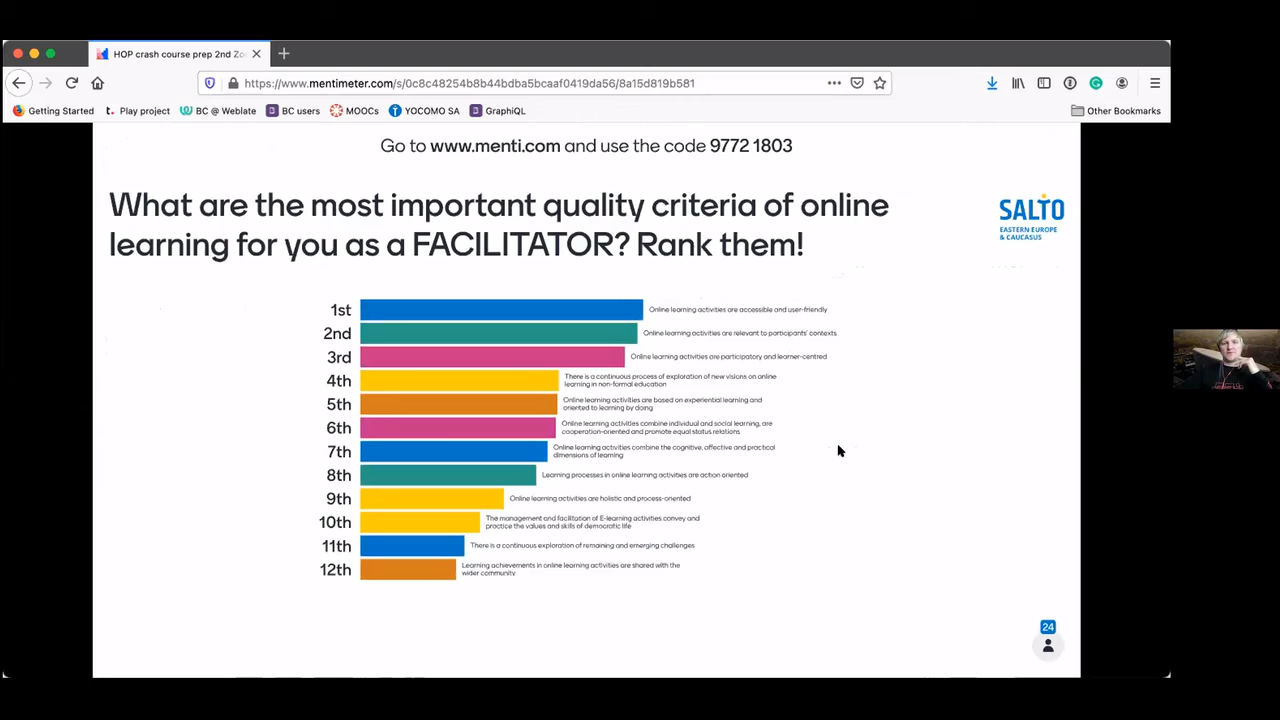 HOP crash course prep 2nd Zo
https://www.mentimeter.com/s/0c8c48254b8b44bdba5bcaaf0419da56/8a15d819b581
Getting Started
Play project
BC @ Weblate
BC users
MOOCs
YOCOMO SA
GraphiQL
Other Bookmarks
Go to www.menti.com and use the code 9772 1803
What are the most important quality criteria of online
learning for you as a FACILITATOR? Rank them!
SALTO
EASTERN EUROPE
& CAUCASUS
1st
Online learning activities are accessible and user-friendly
2nd
Online learning activities are relevant to participants' contexts
3rd
Online learning activities are participatory and learner-centred
4th
There is a continuous process of exploration of new visions on online
learning in non-formal education
5th
Online learning activities are based on experiential learning and
oriented to learning by doing
6th
Online learning activities combine individual and social learning, are
cooperation-oriented and promote equal status relations
7th
Online learning activities combine the cognitive, affective and practical
dimensions of learning
8th
Learning processes in online learning activities are action oriented
9th
Online learning activities are holistic and process-oriented
10th
The management and facilitation of E-learning activities convey and
practice the values and skills of democratic life
11th
There is a continuous exploration of remaining and emerging challenges
12th
Learning achievements in online learning activities are shared with the
wider community
24